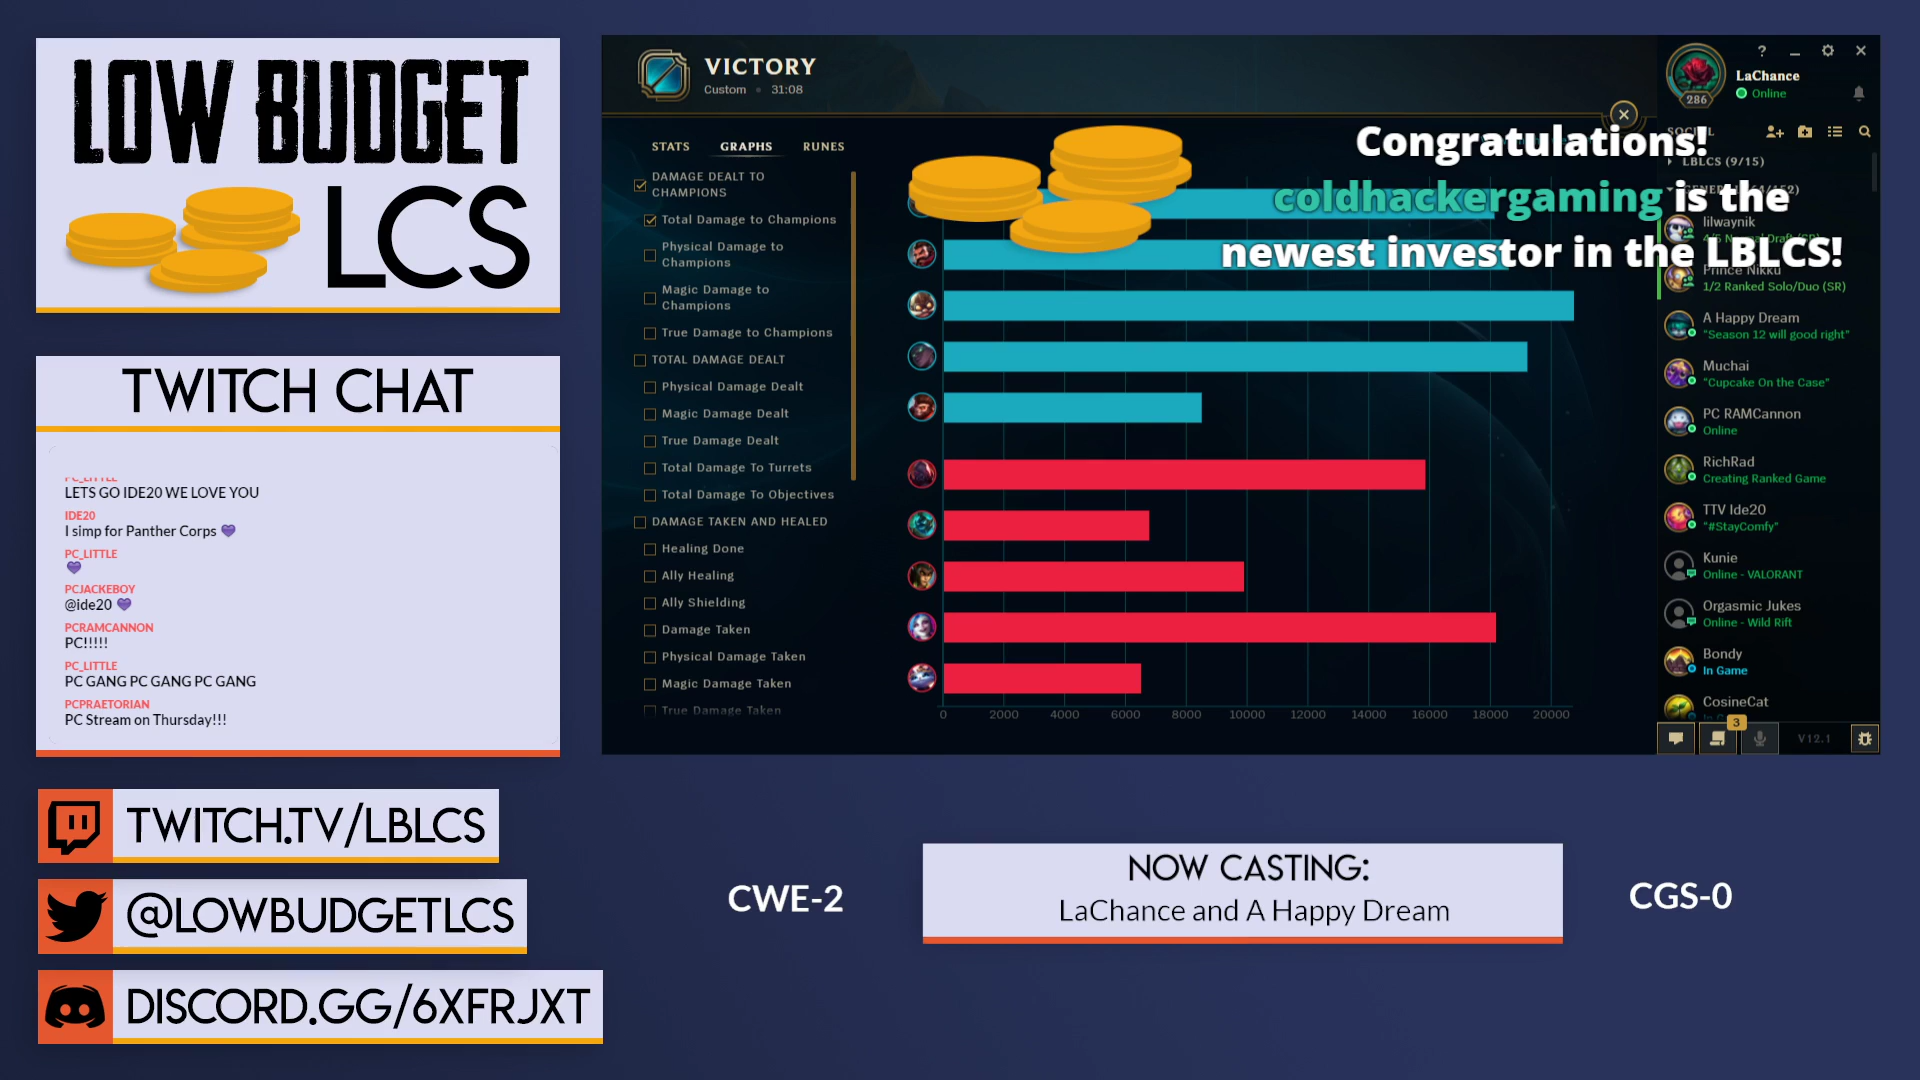 LOW BUDGET
LCS
TWITCH CHAT
PC_LITTLE
LETS GO IDE20 WE LOVE YOU
IDE20
I simp for Panther Corps 💜
PC_LITTLE
💜
PCJACKEBOY
@ide20 💜
PCRAMCANNON
PC!!!!!
PC_LITTLE
PC GANG PC GANG PC GANG
PCPRAETORIAN
PC Stream on Thursday!!!
TWITCH.TV/LBLCS
@LOWBUDGETLCS
DISCORD.GG/6XFRJXT
VICTORY
Custom • 31:08
STATS GRAPHS RUNES
DAMAGE DEALT TO
CHAMPIONS
Total Damage to Champions
Physical Damage to
Champions
Magic Damage to
Champions
True Damage to Champions
TOTAL DAMAGE DEALT
Physical Damage Dealt
Magic Damage Dealt
True Damage Dealt
Total Damage To Turrets
Total Damage To Objectives
DAMAGE TAKEN AND HEALED
Healing Done
Ally Healing
Ally Shielding
Damage Taken
Physical Damage Taken
Magic Damage Taken
True Damage Taken
0 2000 4000 6000 8000 10000 12000 14000 16000 18000 20000
Congratulations!
coldhackergaming is the
newest investor in the LBLCS!
286
LaChance
Online
SOCIAL
LBLCS (9/15)
lilwaynik
Prince Nikku
1/2 Ranked Solo/Duo (SR)
A Happy Dream
"Season 12 will good right"
Muchai
"Cupcake On the Case"
PC RAMCannon
Online
RichRad
Creating Ranked Game
TTV Ide20
"#StayComfy"
Kunie
Online - VALORANT
Orgasmic Jukes
Online - Wild Rift
Bondy
In Game
CosineCat
3
V12.1
CWE-2
NOW CASTING:
LaChance and A Happy Dream
CGS-0